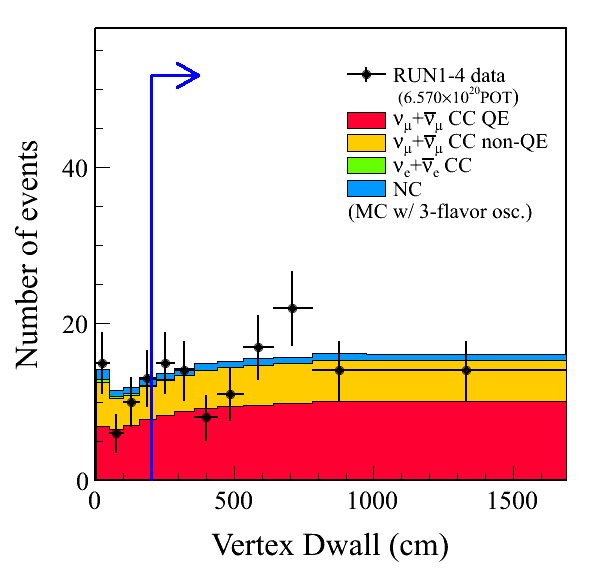 RUN1-4 data
(6.570×10²⁰POT)
νμ+ν̅μ CC QE
νμ+ν̅μ CC non-QE
νe+ν̅e CC
NC
(MC w/ 3-flavor osc.)
Number of events
40
20
0
0 500 1000 1500
Vertex Dwall (cm)